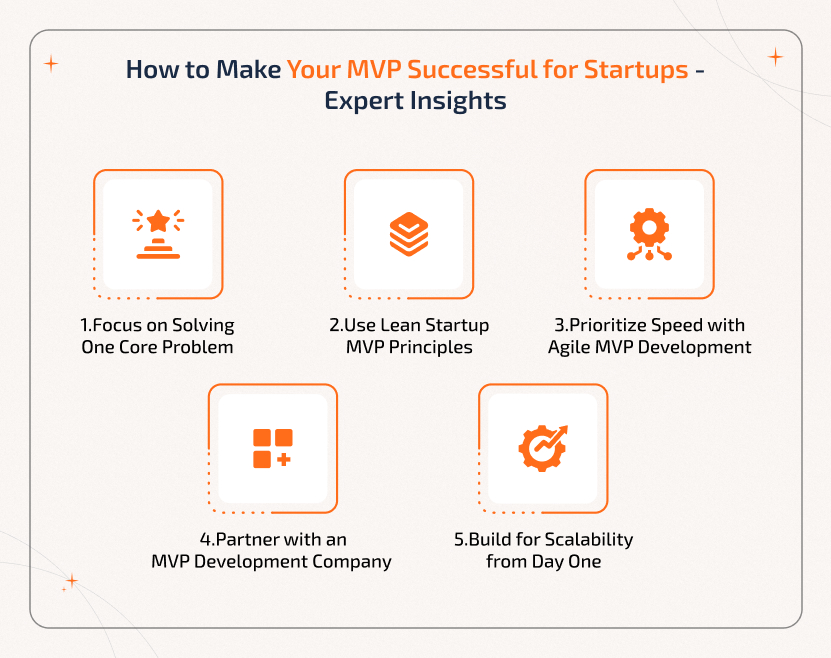 How to Make Your MVP Successful for Startups -
Expert Insights
1.Focus on Solving
One Core Problem
2.Use Lean Startup
MVP Principles
3.Prioritize Speed with
Agile MVP Development
4.Partner with an
MVP Development Company
5.Build for Scalability
from Day One